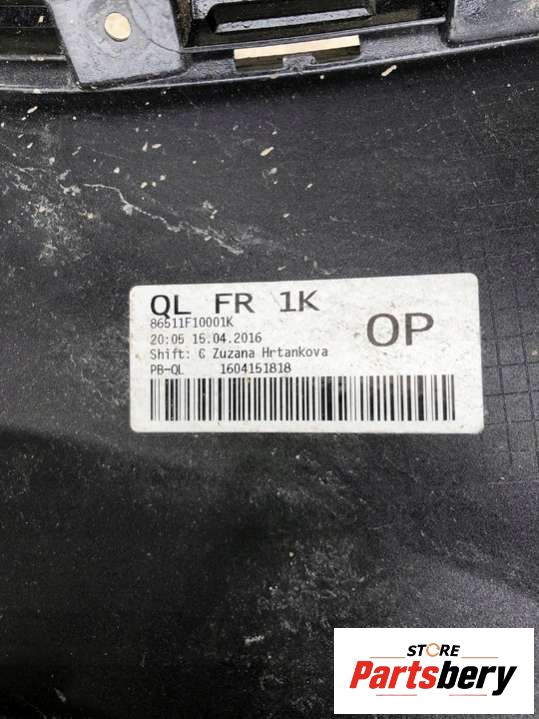 QL FR 1K
86511F10001K
OP
20:05 15.04.2016
Shift: C Zuzana Hrtankova
PB-QL 1604151818
STORE
Partsbery